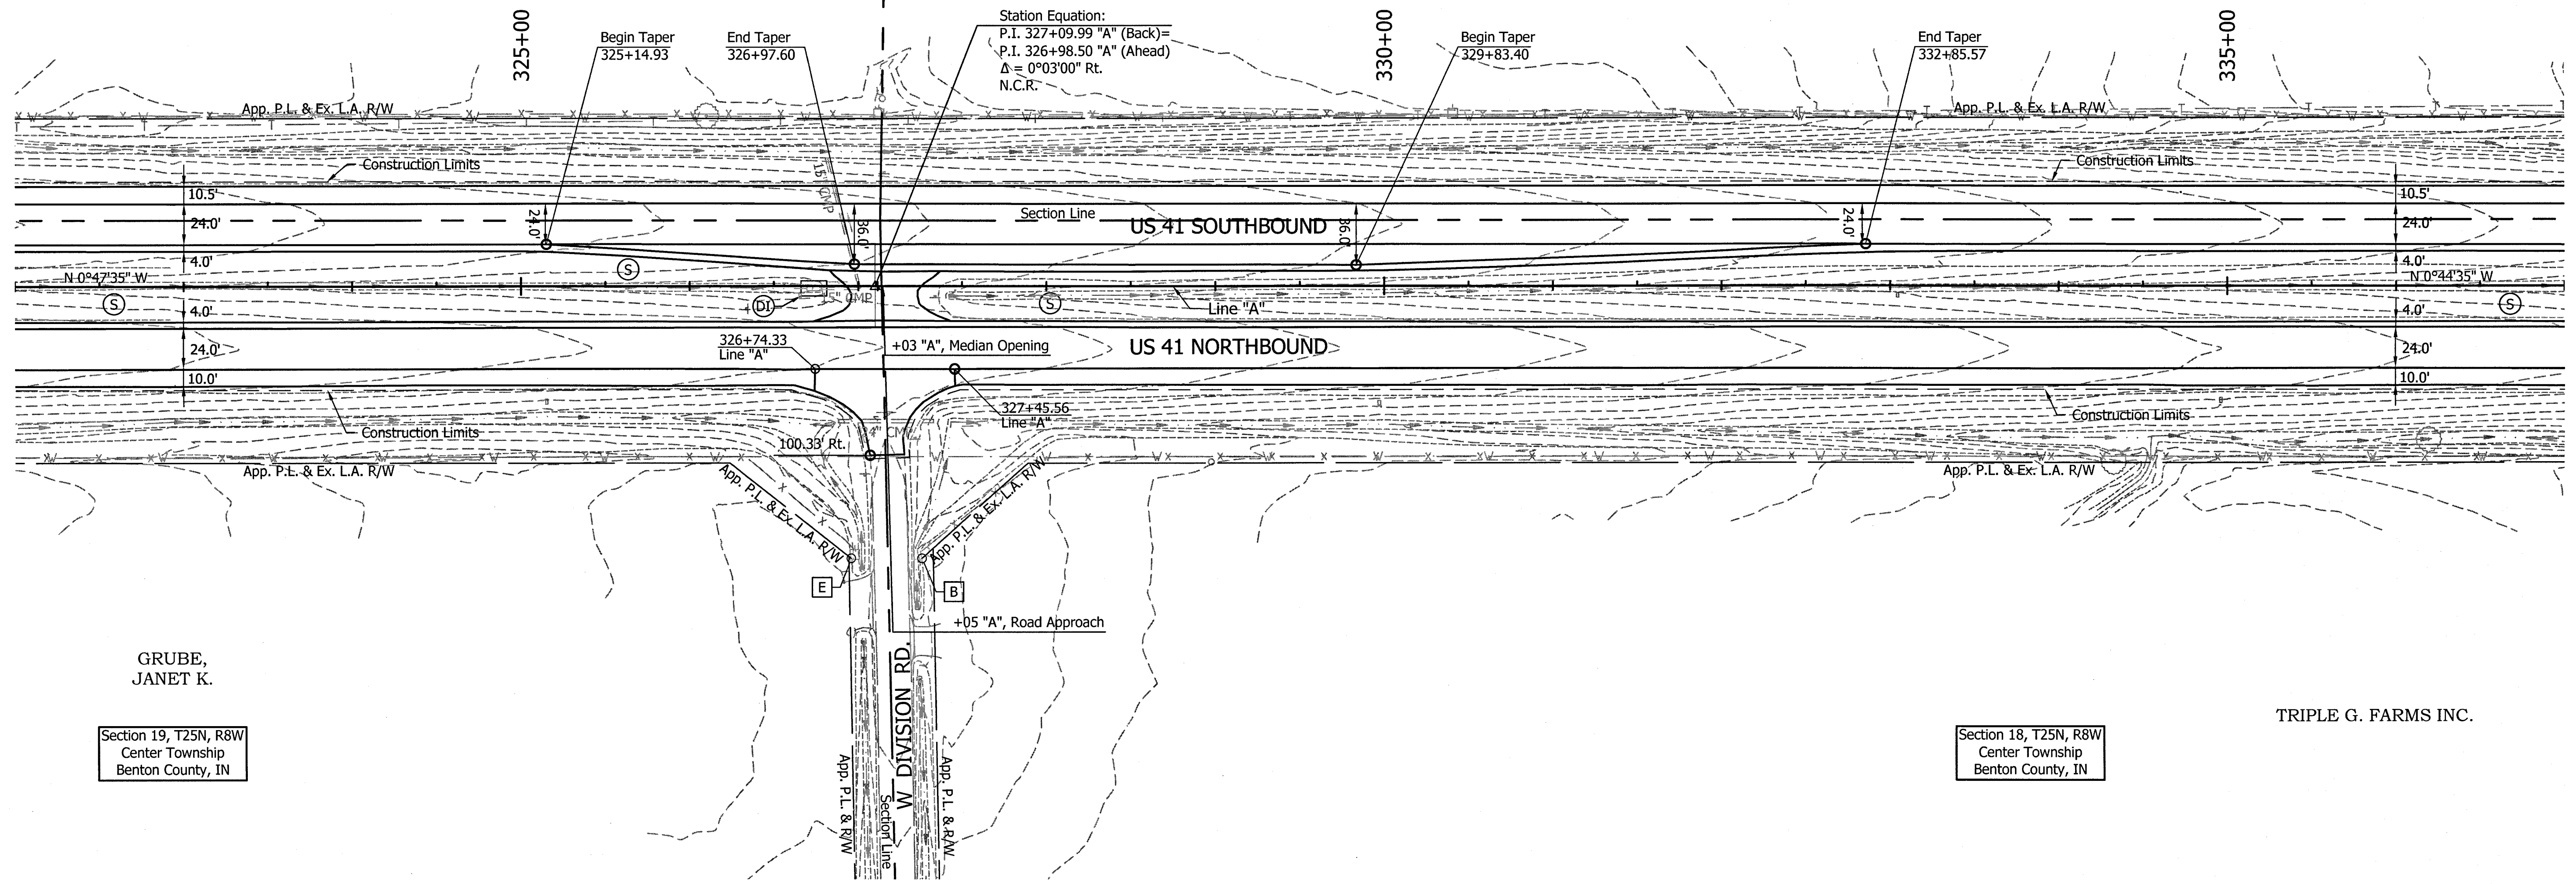 325+00
330+00
335+00
Begin Taper
325+14.93
End Taper
326+97.60
Station Equation:
P.I. 327+09.99 "A" (Back)=
P.I. 326+98.50 "A" (Ahead)
Δ = 0°03'00" Rt.
N.C.R.
Begin Taper
329+83.40
End Taper
332+85.57
App. P.L. & Ex. L.A. R/W
App. P.L. & Ex. L.A. R/W
Construction Limits
Construction Limits
15" CMP
10.5'
10.5'
24.0'
24.0'
36.0'
Section Line
US 41 SOUTHBOUND
36.0'
24.0'
24.0'
4.0'
S
4.0'
N 0°47'35" W
N 0°44'35" W
S
DI
S
Line "A"
S
4.0'
4.0'
326+74.33
Line "A"
+03 "A", Median Opening
US 41 NORTHBOUND
24.0'
24.0'
10.0'
10.0'
327+45.56
Line "A"
Construction Limits
Construction Limits
100.33' Rt.
App. P.L. & Ex. L.A. R/W
App. P.L. & Ex. L.A. R/W
App. P.L. & Ex. L.A. R/W
App. P.L. & Ex. L.A. R/W
E
B
+05 "A", Road Approach
W DIVISION RD.
GRUBE,
JANET K.
TRIPLE G. FARMS INC.
Section 19, T25N, R8W
Center Township
Benton County, IN
Section 18, T25N, R8W
Center Township
Benton County, IN
App. P.L. & R/W
Section Line
App. P.L. & R/W